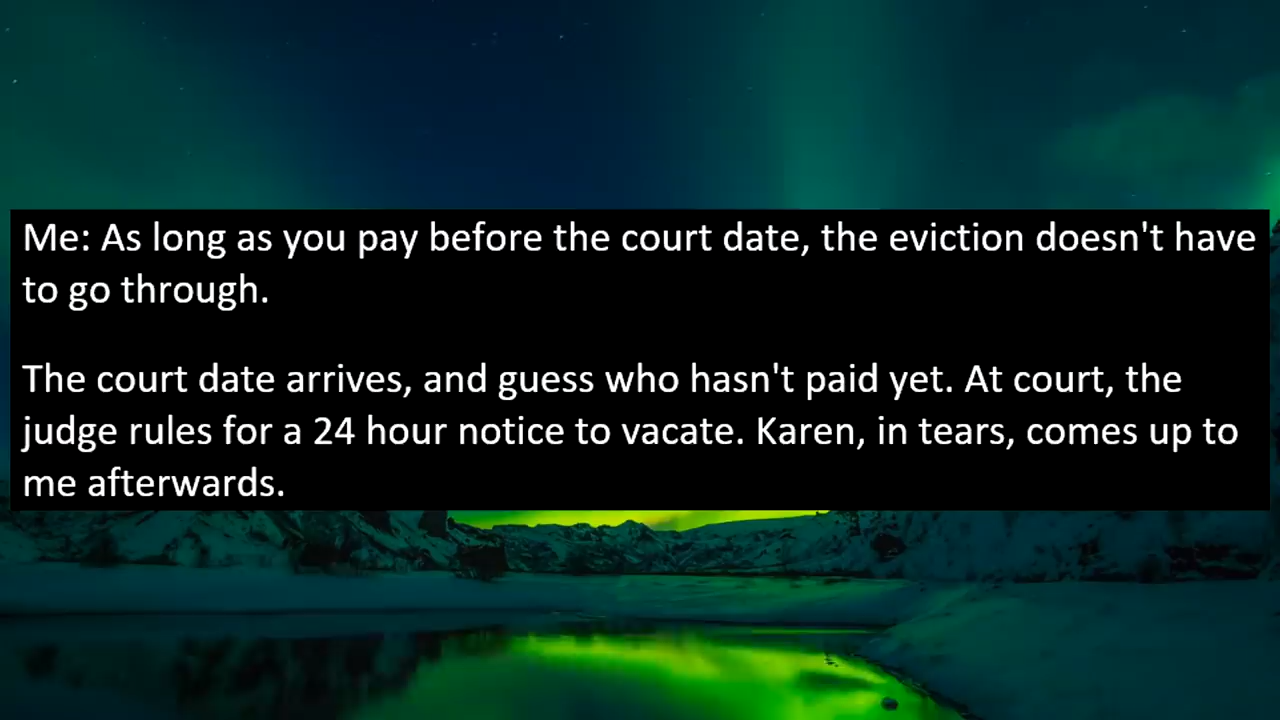 Me: As long as you pay before the court date, the eviction doesn't have
to go through.
The court date arrives, and guess who hasn't paid yet. At court, the
judge rules for a 24 hour notice to vacate. Karen, in tears, comes up to
me afterwards.